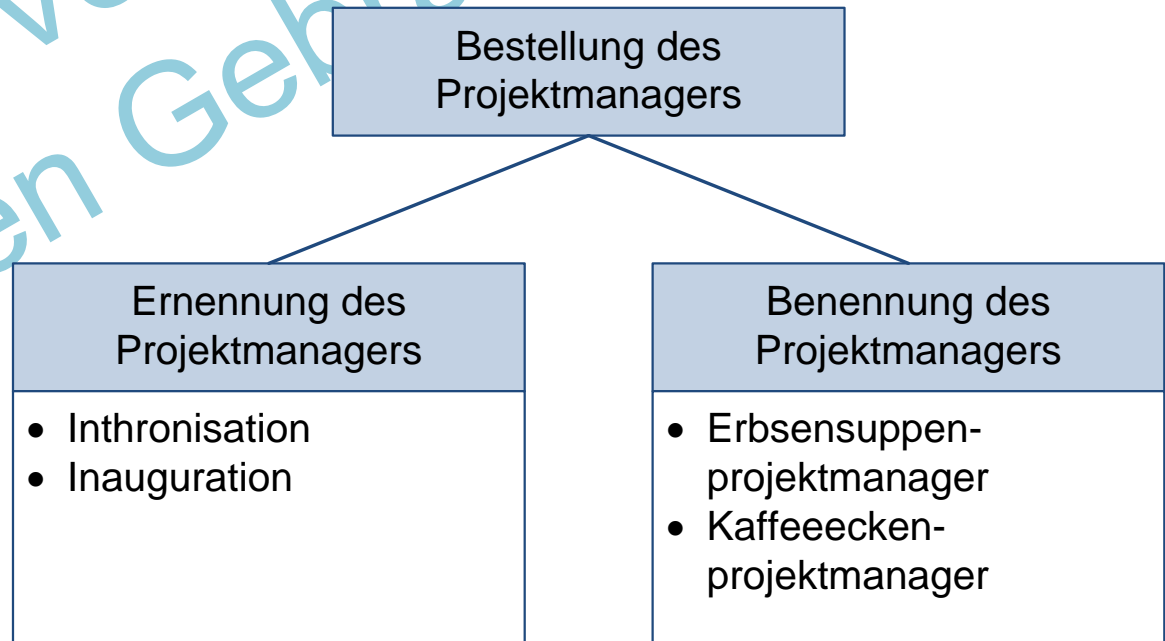 Bestellung des
Projektmanagers
Ernennung des
Projektmanagers
• Inthronisation
• Inauguration
Benennung des
Projektmanagers
• Erbsensuppen-
projektmanager
• Kaffeeecken-
projektmanager